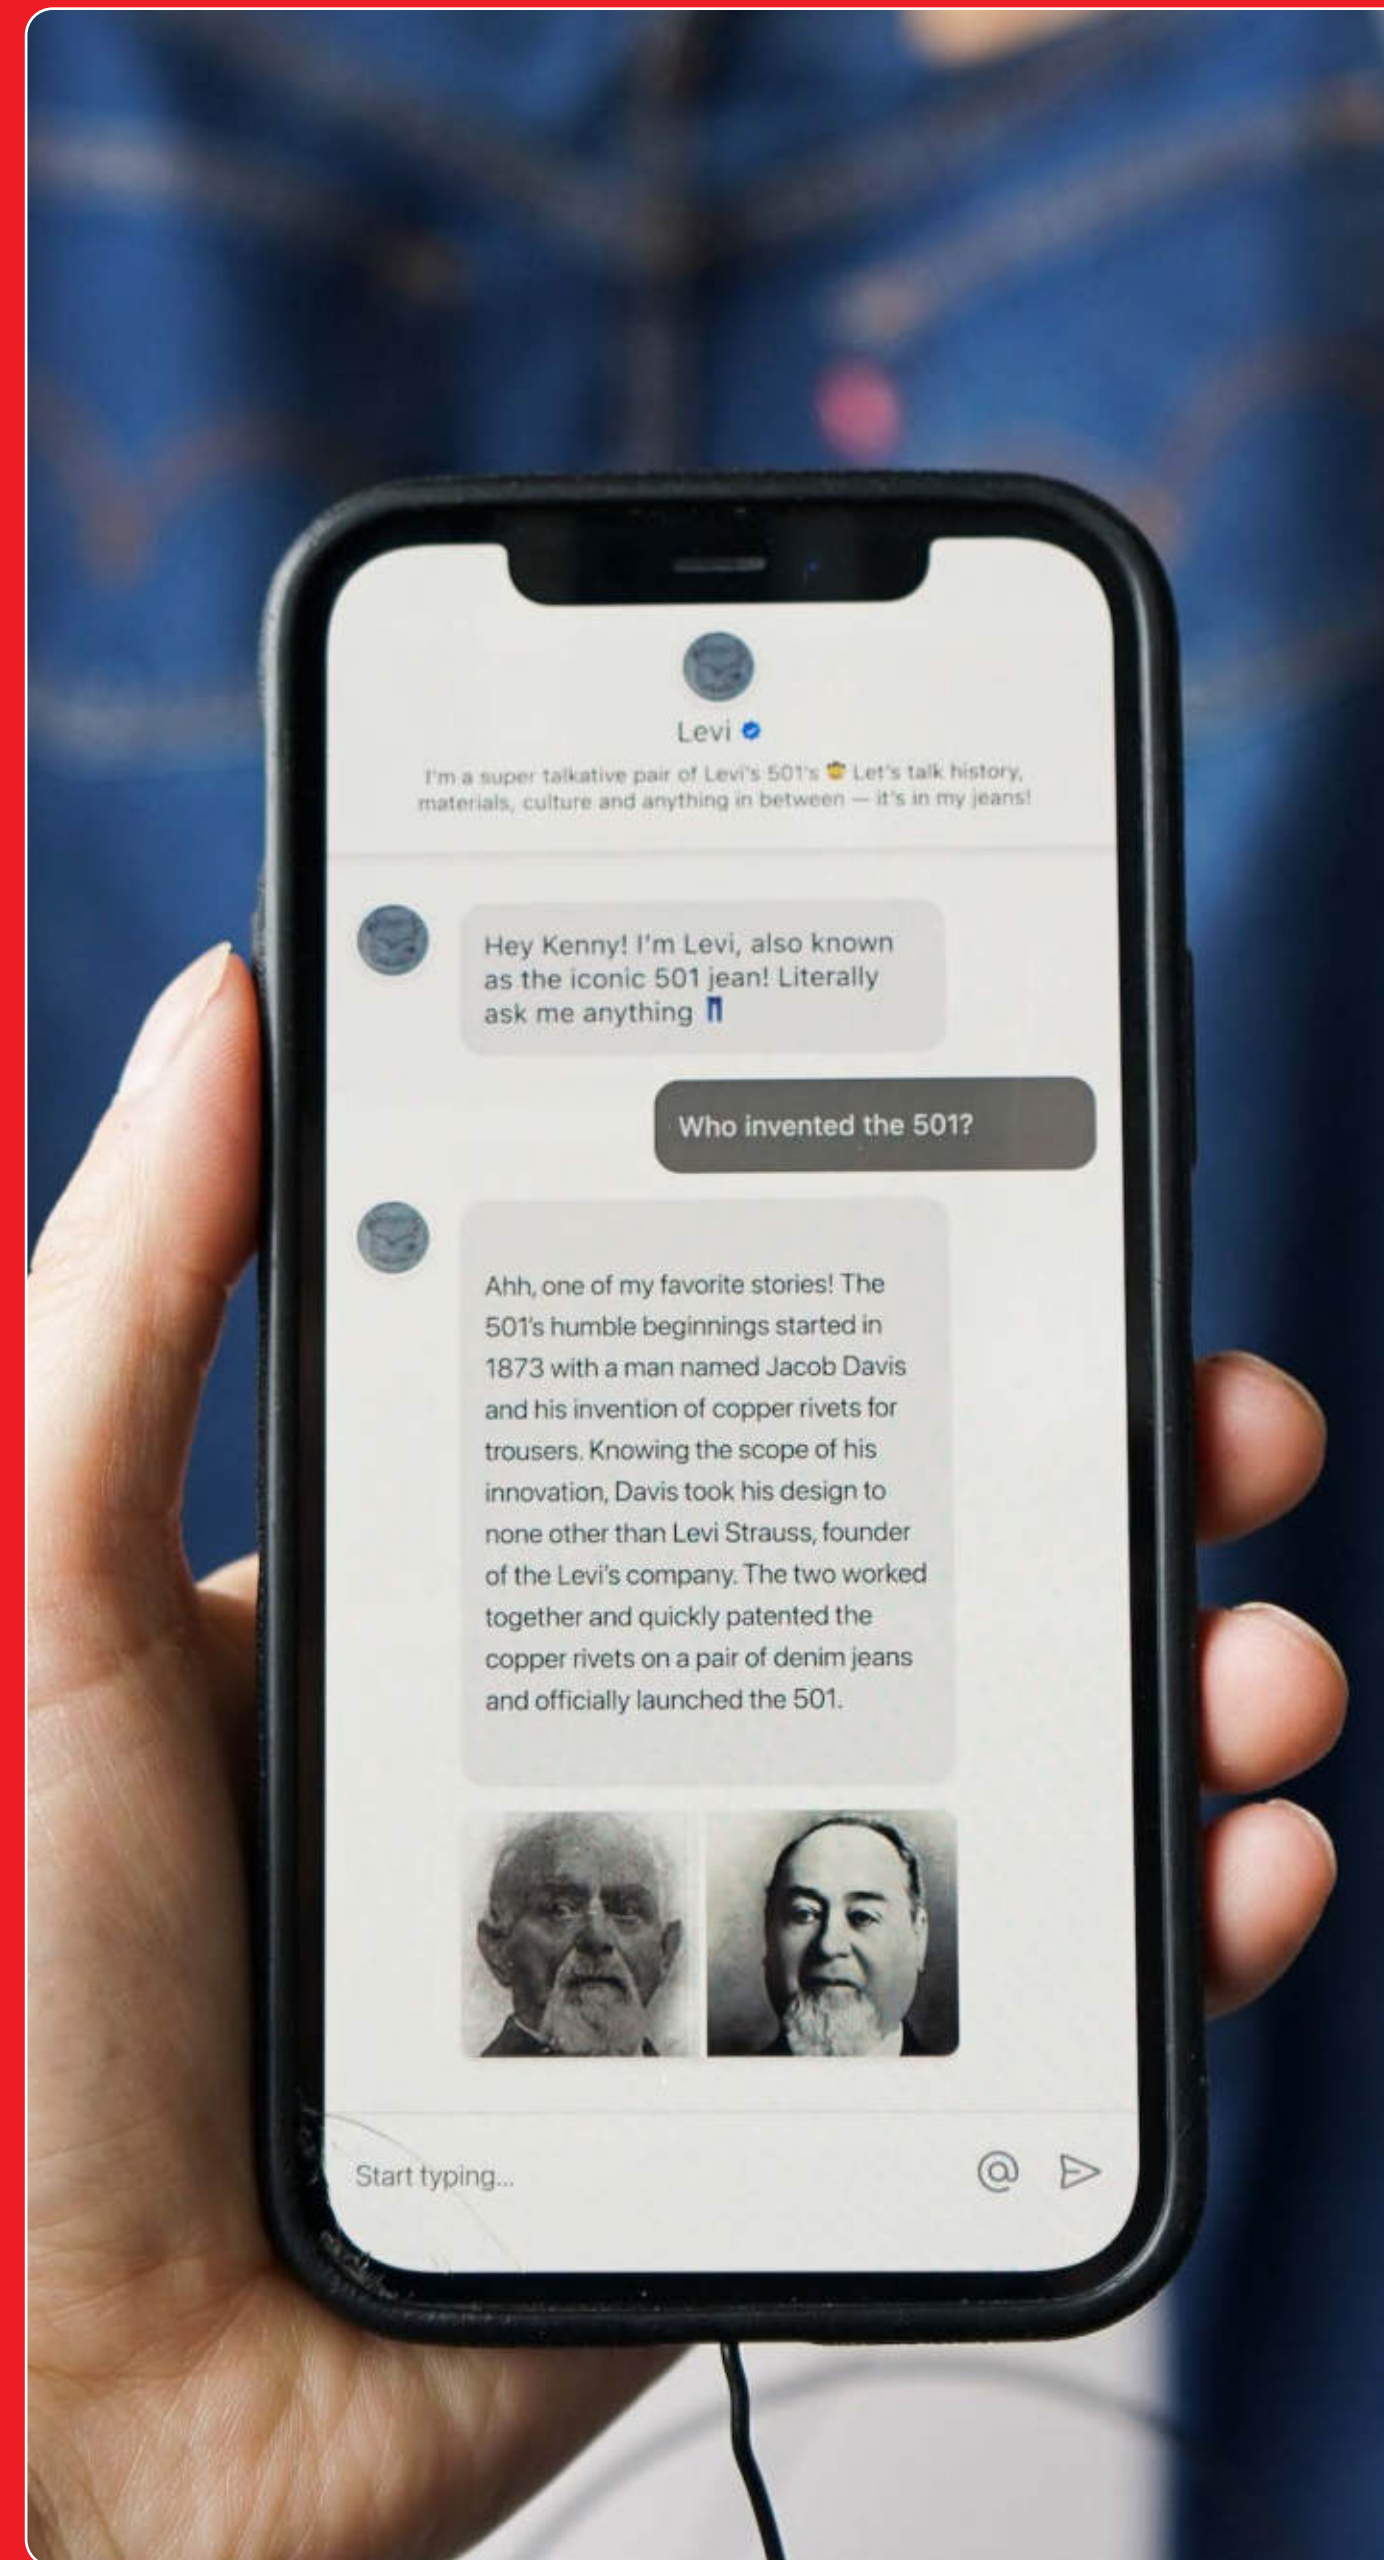 Levi
I'm a super talkative pair of Levi's 501's 🤠 Let's talk history,
materials, culture and anything in between — it's in my jeans!
Hey Kenny! I'm Levi, also known
as the iconic 501 jean! Literally
ask me anything 👖
Who invented the 501?
Ahh, one of my favorite stories! The
501's humble beginnings started in
1873 with a man named Jacob Davis
and his invention of copper rivets for
trousers. Knowing the scope of his
innovation, Davis took his design to
none other than Levi Strauss, founder
of the Levi's company. The two worked
together and quickly patented the
copper rivets on a pair of denim jeans
and officially launched the 501.
Start typing...
@